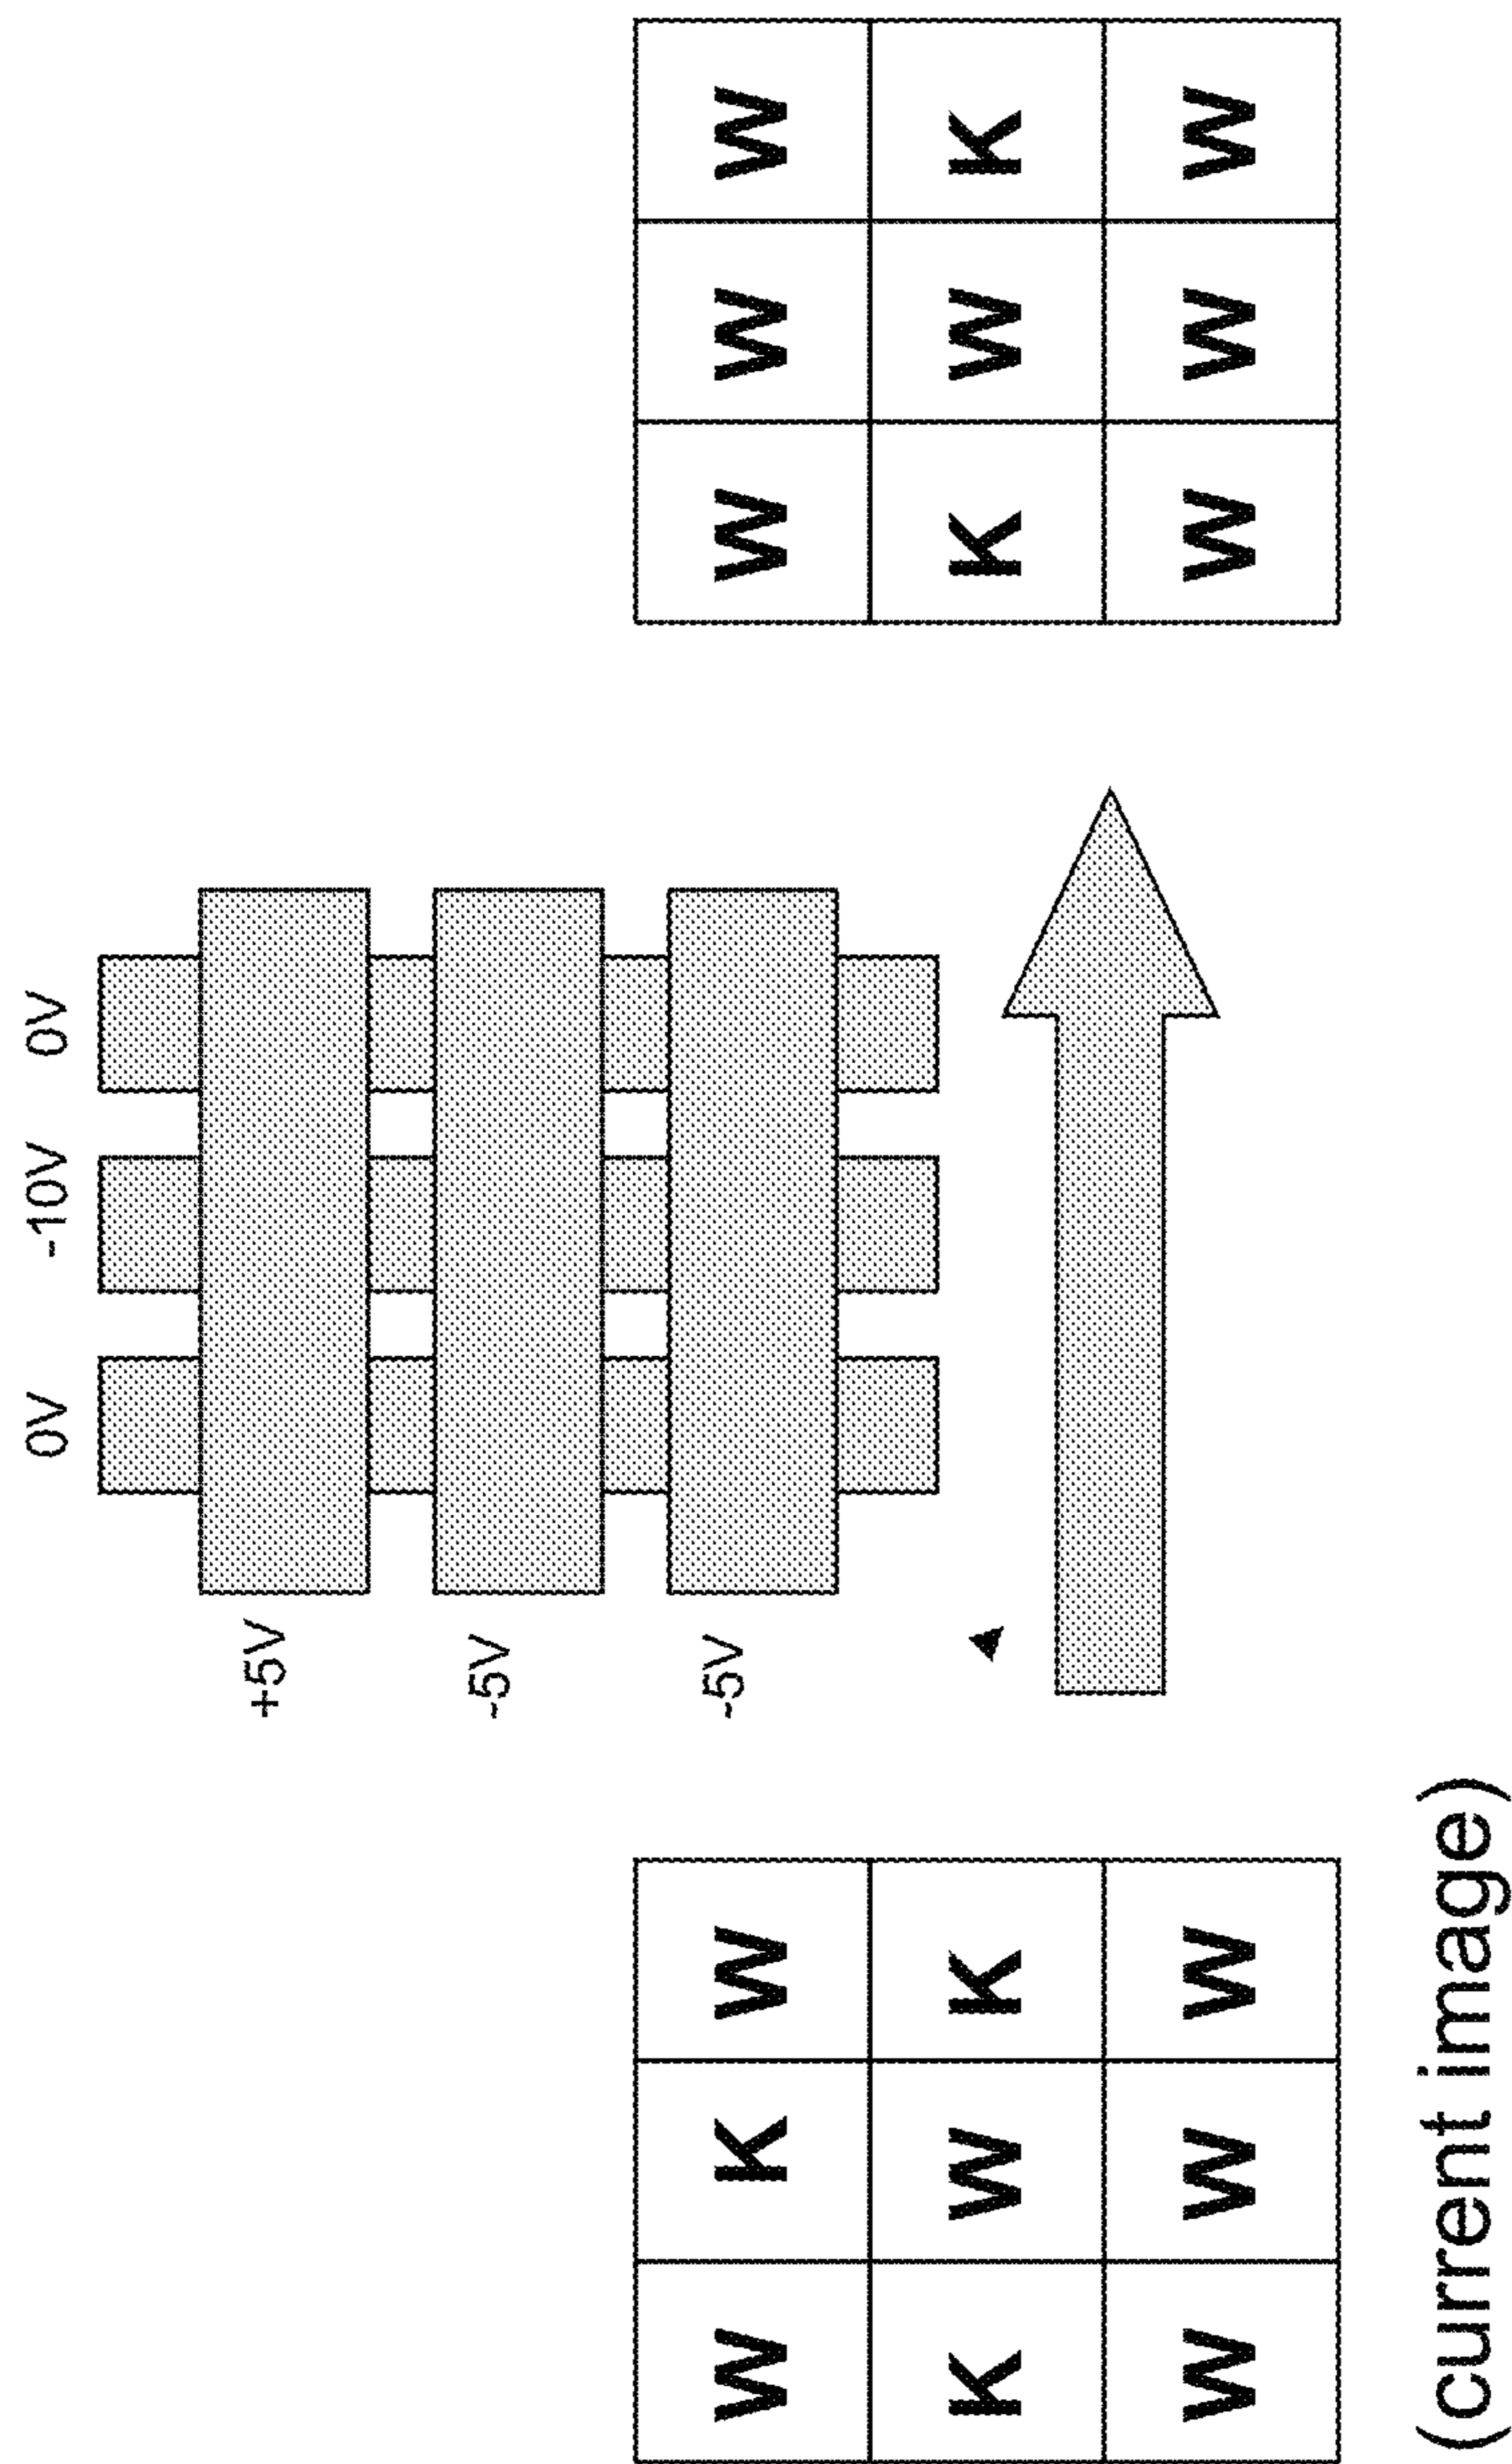 W K W
K W K
W W W
(current image)
0V -10V 0V
+5V
-5V
-5V
W W W
K W K
W W W